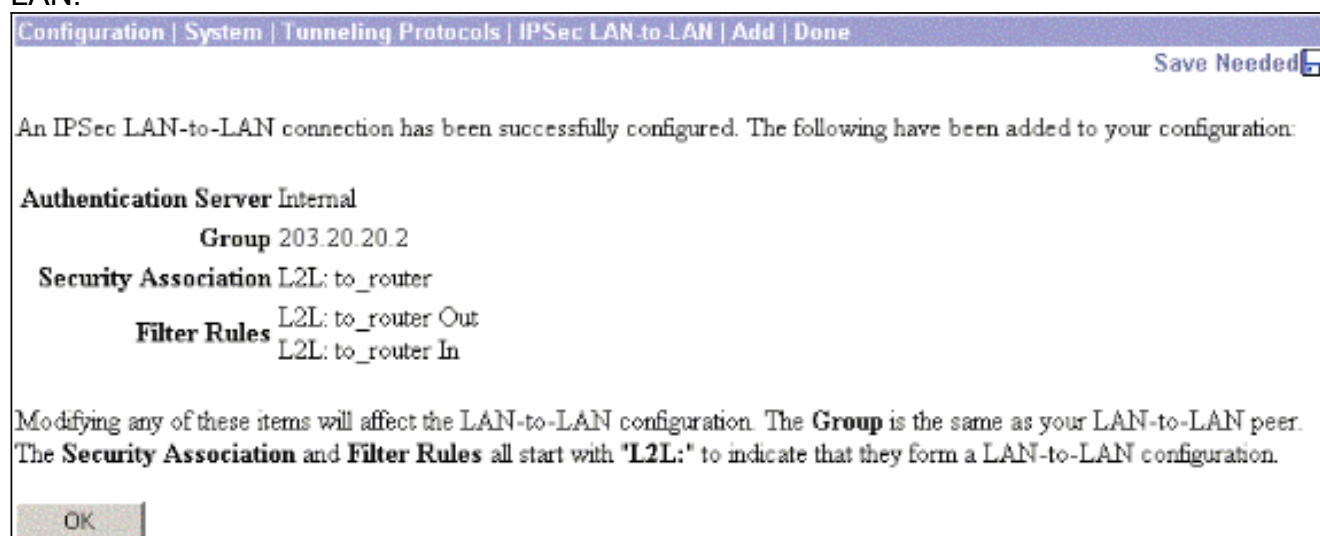 LAN.
Configuration | System | Tunneling Protocols | IPSec LAN-to-LAN | Add | Done
Save Needed
An IPSec LAN-to-LAN connection has been successfully configured. The following have been added to your configuration:
Authentication Server Internal
Group 203.20.20.2
Security Association L2L: to_router
Filter Rules L2L: to_router Out
L2L: to_router In
Modifying any of these items will affect the LAN-to-LAN configuration. The Group is the same as your LAN-to-LAN peer.
The Security Association and Filter Rules all start with "L2L:" to indicate that they form a LAN-to-LAN configuration.
OK